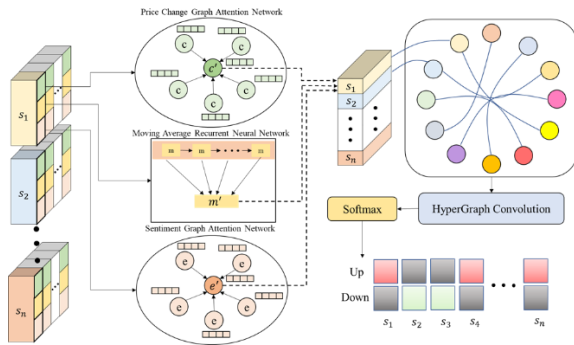 Price Change Graph Attention Network
c
c
c'
c
c
c
s1
s2
sn
Moving Average Recurrent Neural Network
m
m
m
m'
Sentiment Graph Attention Network
e
e
e'
e
e
e
s1
s2
sn
Softmax
HyperGraph Convolution
Up
Down
s1 s2 s3 s4 sn